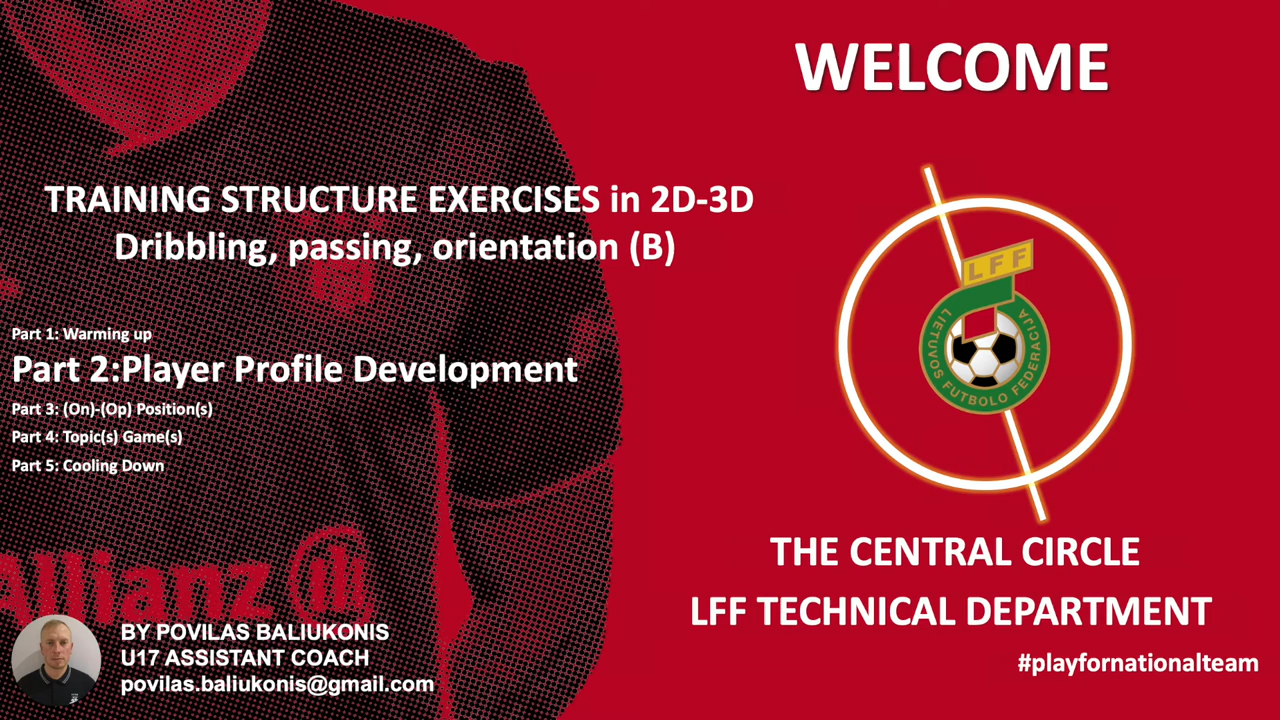 WELCOME
TRAINING STRUCTURE EXERCISES in 2D-3D
Dribbling, passing, orientation (B)
Part 1: Warming up
Part 2:Player Profile Development
Part 3: (On)-(Op) Position(s)
Part 4: Topic(s) Game(s)
Part 5: Cooling Down
LFF
LIETUVOS FUTBOLO FEDERACIJA
Allianz
THE CENTRAL CIRCLE
LFF TECHNICAL DEPARTMENT
#playfornationalteam
BY POVILAS BALIUKONIS
U17 ASSISTANT COACH
povilas.baliukonis@gmail.com